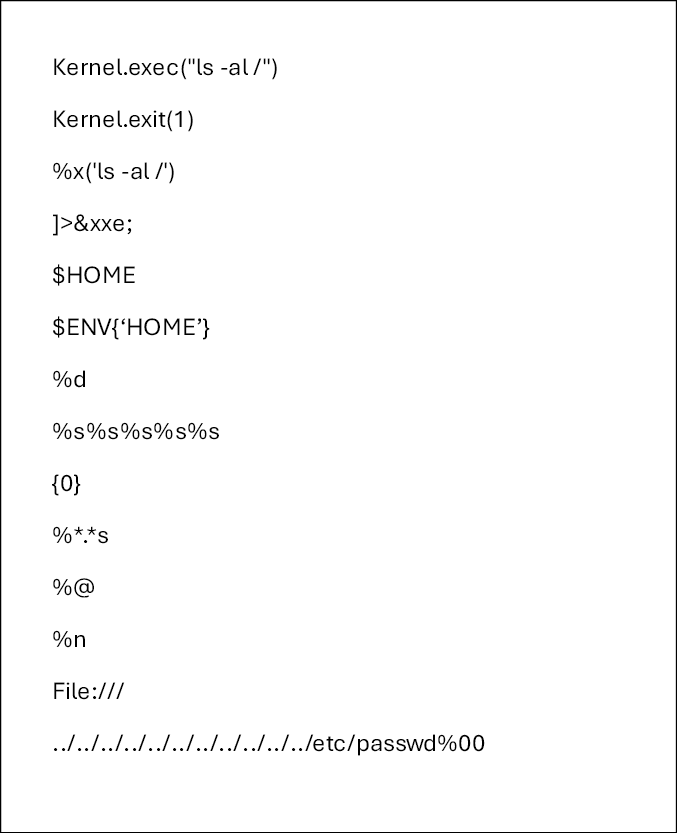 Kernel.exec("ls -al /")
Kernel.exit(1)
%x('ls -al /')
]>&xxe;
$HOME
$ENV{‘HOME’}
%d
%s%s%s%s%s
{0}
%*.*s
%@
%n
File:///
../../../../../../../../../../../etc/passwd%00